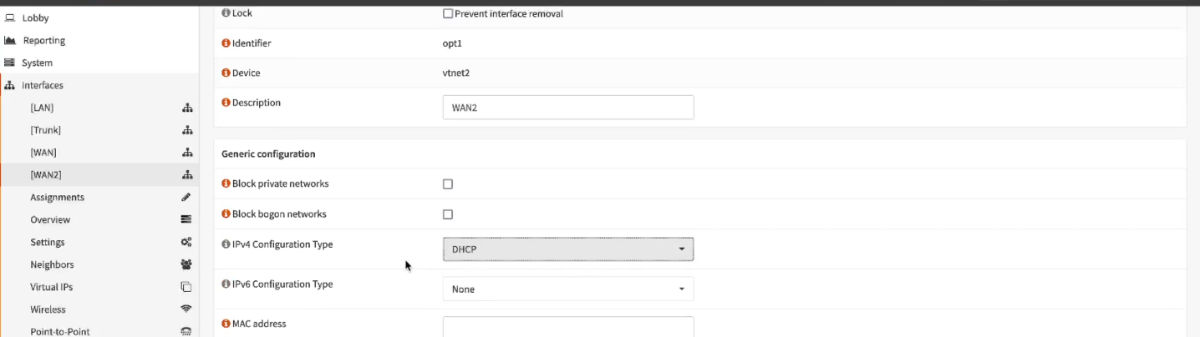 Lobby
Reporting
System
Interfaces
[LAN]
[Trunk]
[WAN]
[WAN2]
Assignments
Overview
Settings
Neighbors
Virtual IPs
Wireless
Point-to-Point
Lock
Prevent interface removal
Identifier
opt1
Device
vtnet2
Description
WAN2
Generic configuration
Block private networks
Block bogon networks
IPv4 Configuration Type
DHCP
IPv6 Configuration Type
None
MAC address